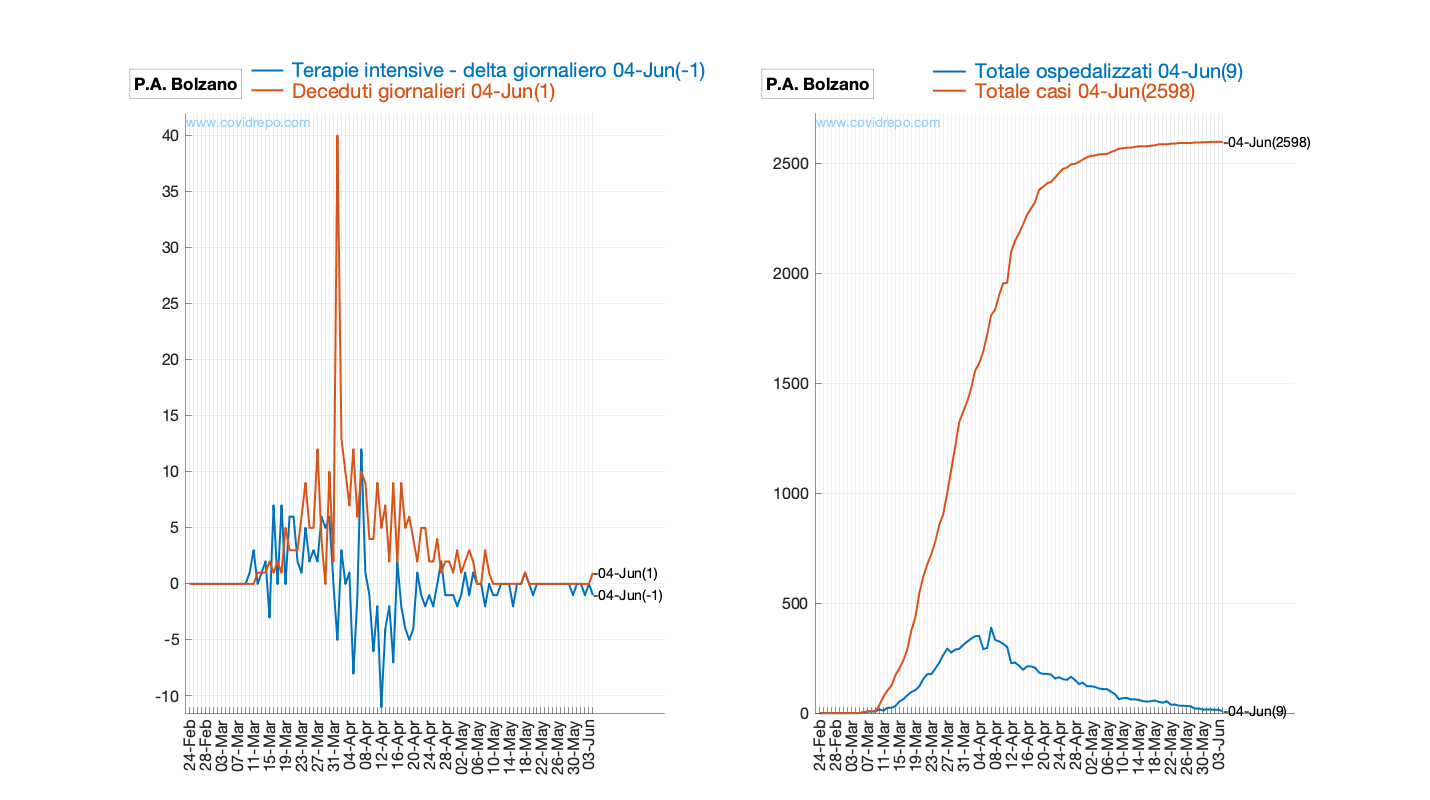 P.A. Bolzano
Terapie intensive - delta giornaliero 04-Jun(-1)
Deceduti giornalieri 04-Jun(1)
www.covidrepo.com
40
35
30
25
20
15
10
5
0
-5
-10
-04-Jun(1)
-04-Jun(-1)
24-Feb
28-Feb
03-Mar
07-Mar
11-Mar
15-Mar
19-Mar
23-Mar
27-Mar
31-Mar
04-Apr
08-Apr
12-Apr
16-Apr
20-Apr
24-Apr
28-Apr
02-May
06-May
10-May
14-May
18-May
22-May
26-May
30-May
03-Jun
P.A. Bolzano
Totale ospedalizzati 04-Jun(9)
Totale casi 04-Jun(2598)
www.covidrepo.com
2500
2000
1500
1000
500
0
-04-Jun(2598)
-04-Jun(9)
24-Feb
28-Feb
03-Mar
07-Mar
11-Mar
15-Mar
19-Mar
23-Mar
27-Mar
31-Mar
04-Apr
08-Apr
12-Apr
16-Apr
20-Apr
24-Apr
28-Apr
02-May
06-May
10-May
14-May
18-May
22-May
26-May
30-May
03-Jun